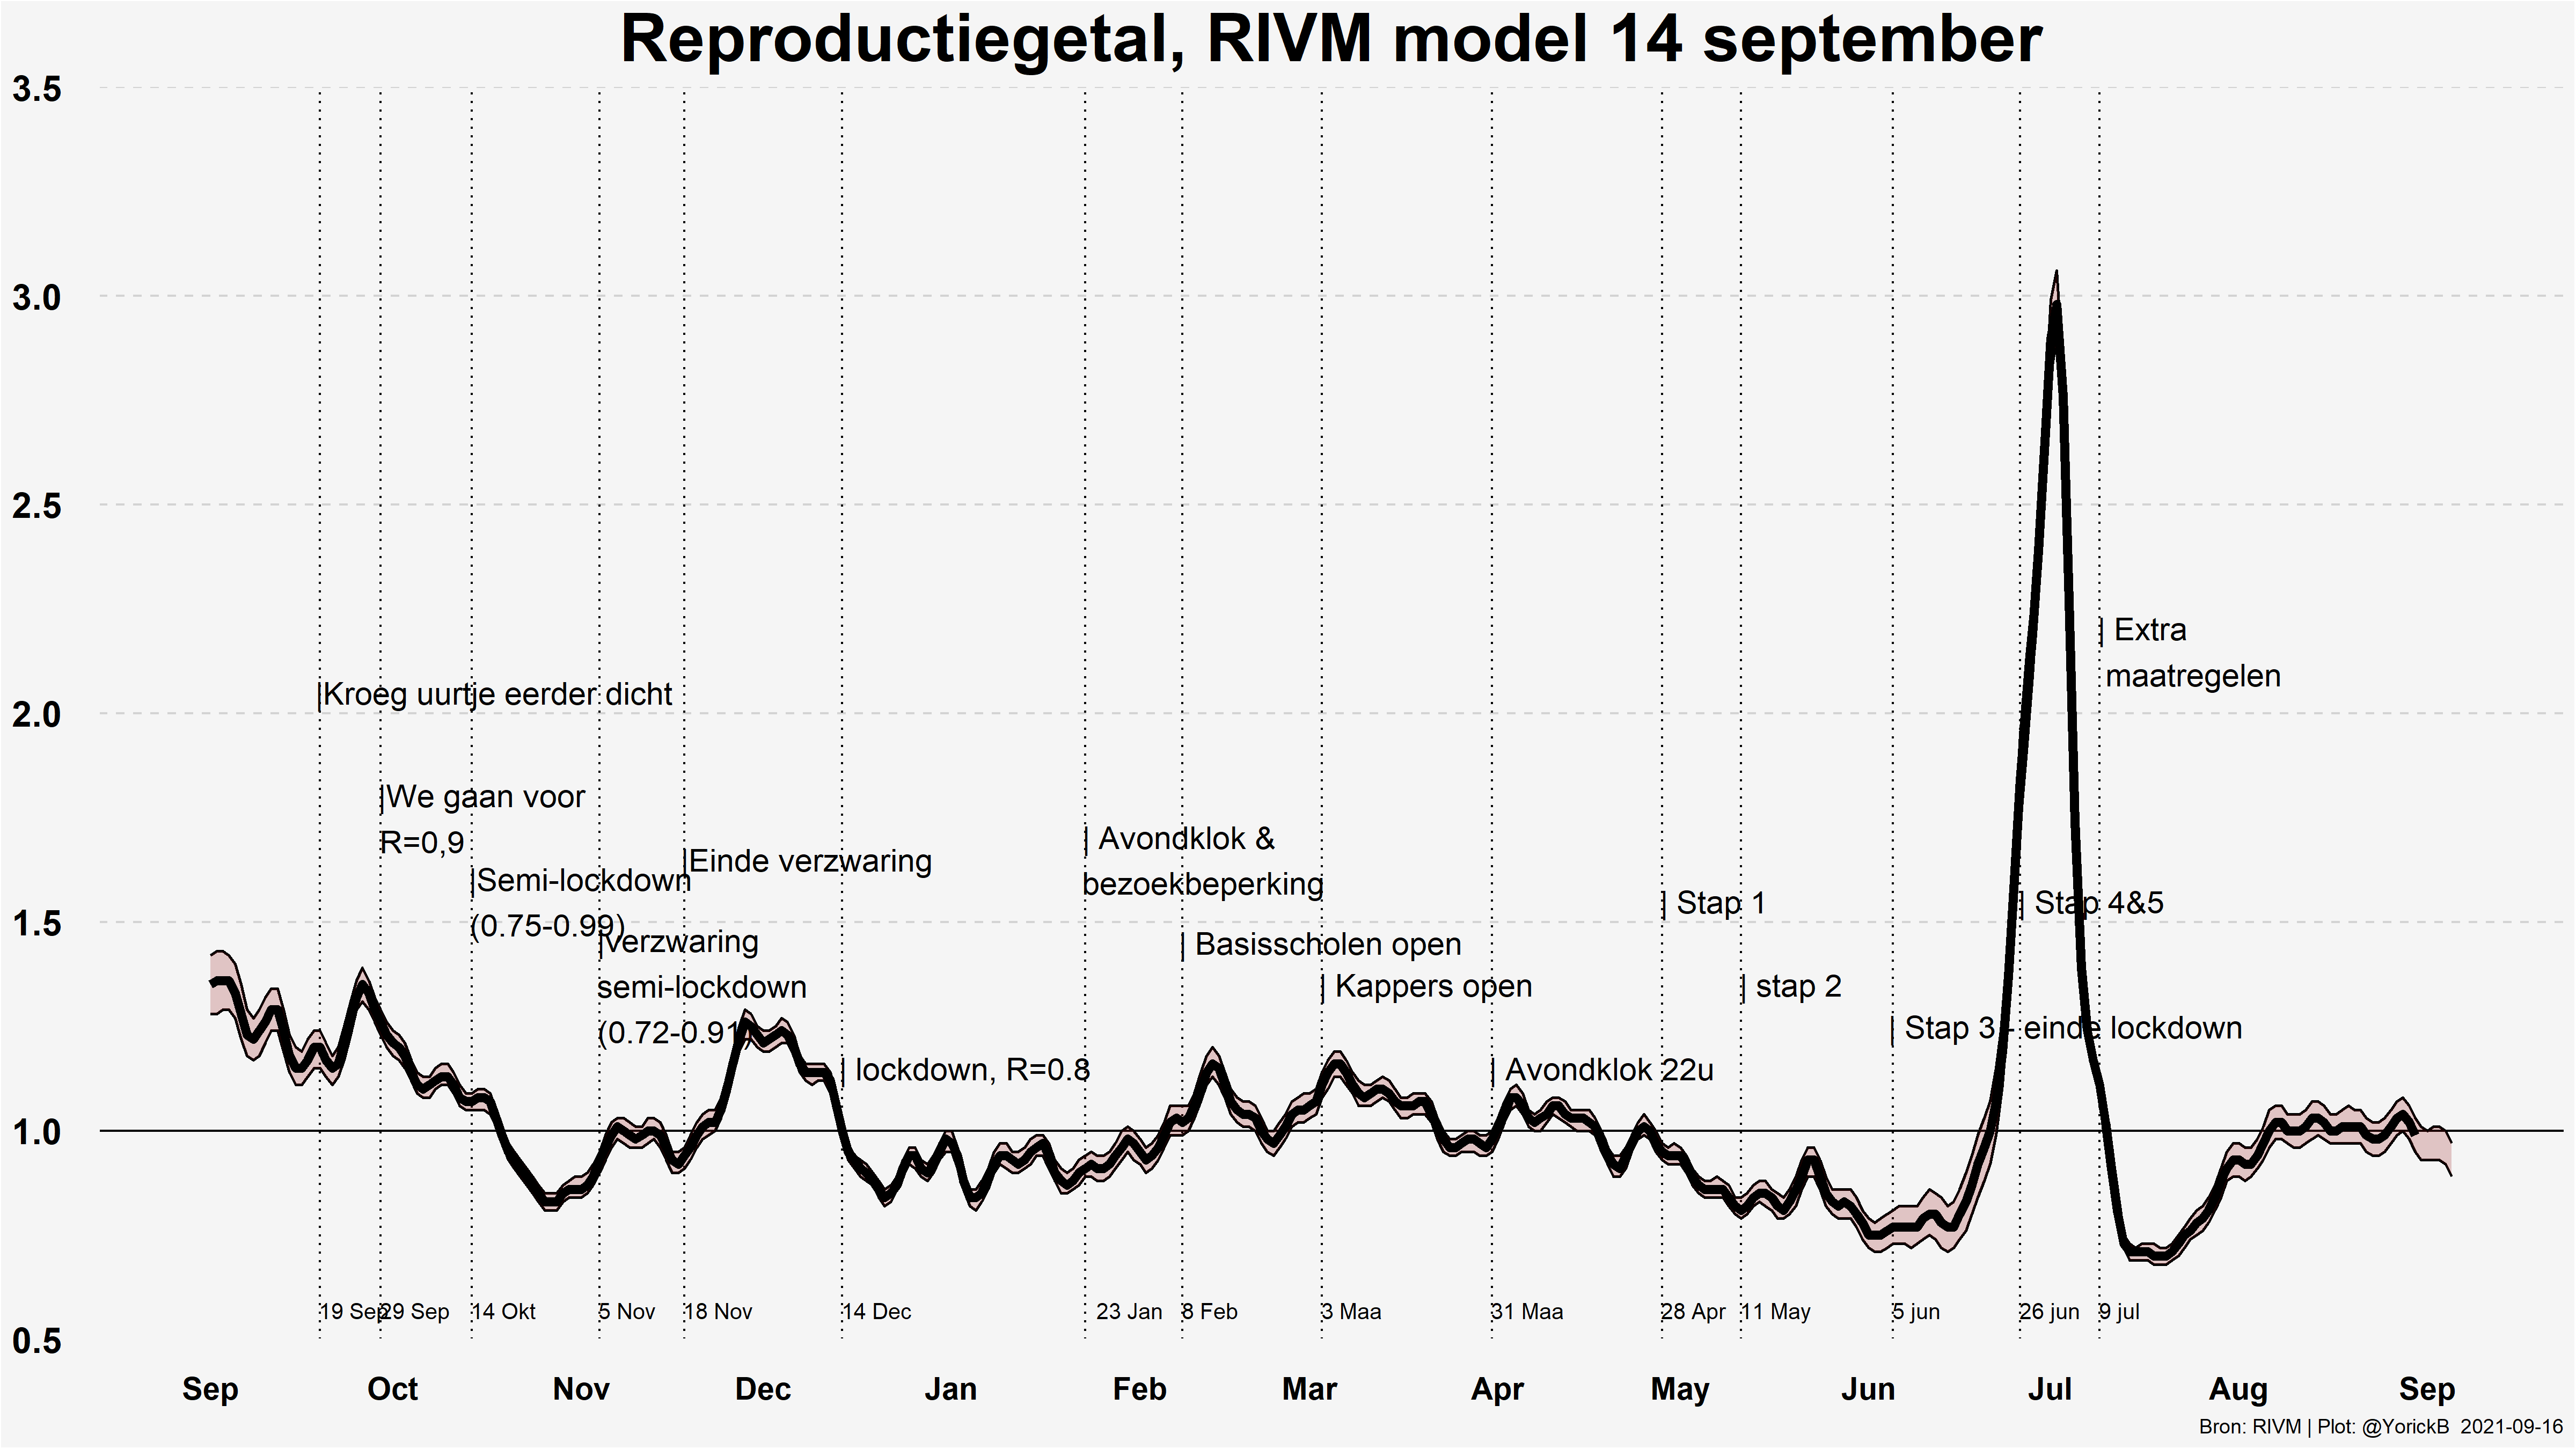 Reproductiegetal, RIVM model 14 september
3.5
3.0
2.5
2.0
1.5
1.0
0.5
|Kroeg uurtje eerder dicht
|We gaan voor
R=0,9
|Semi-lockdown
(0.75-0.99)
|verzwaring
semi-lockdown
(0.72-0.91)
|Einde verzwaring
| lockdown, R=0.8
| Avondklok &
bezoekbeperking
| Basisscholen open
| Kappers open
| Avondklok 22u
| Stap 1
| stap 2
| Stap 3 - einde lockdown
| Stap 4&5
| Extra
maatregelen
19 Sep
29 Sep
14 Okt
5 Nov
18 Nov
14 Dec
23 Jan
8 Feb
3 Maa
31 Maa
28 Apr
11 May
5 jun
26 jun
9 jul
Sep
Oct
Nov
Dec
Jan
Feb
Mar
Apr
May
Jun
Jul
Aug
Sep
Bron: RIVM | Plot: @YorickB 2021-09-16